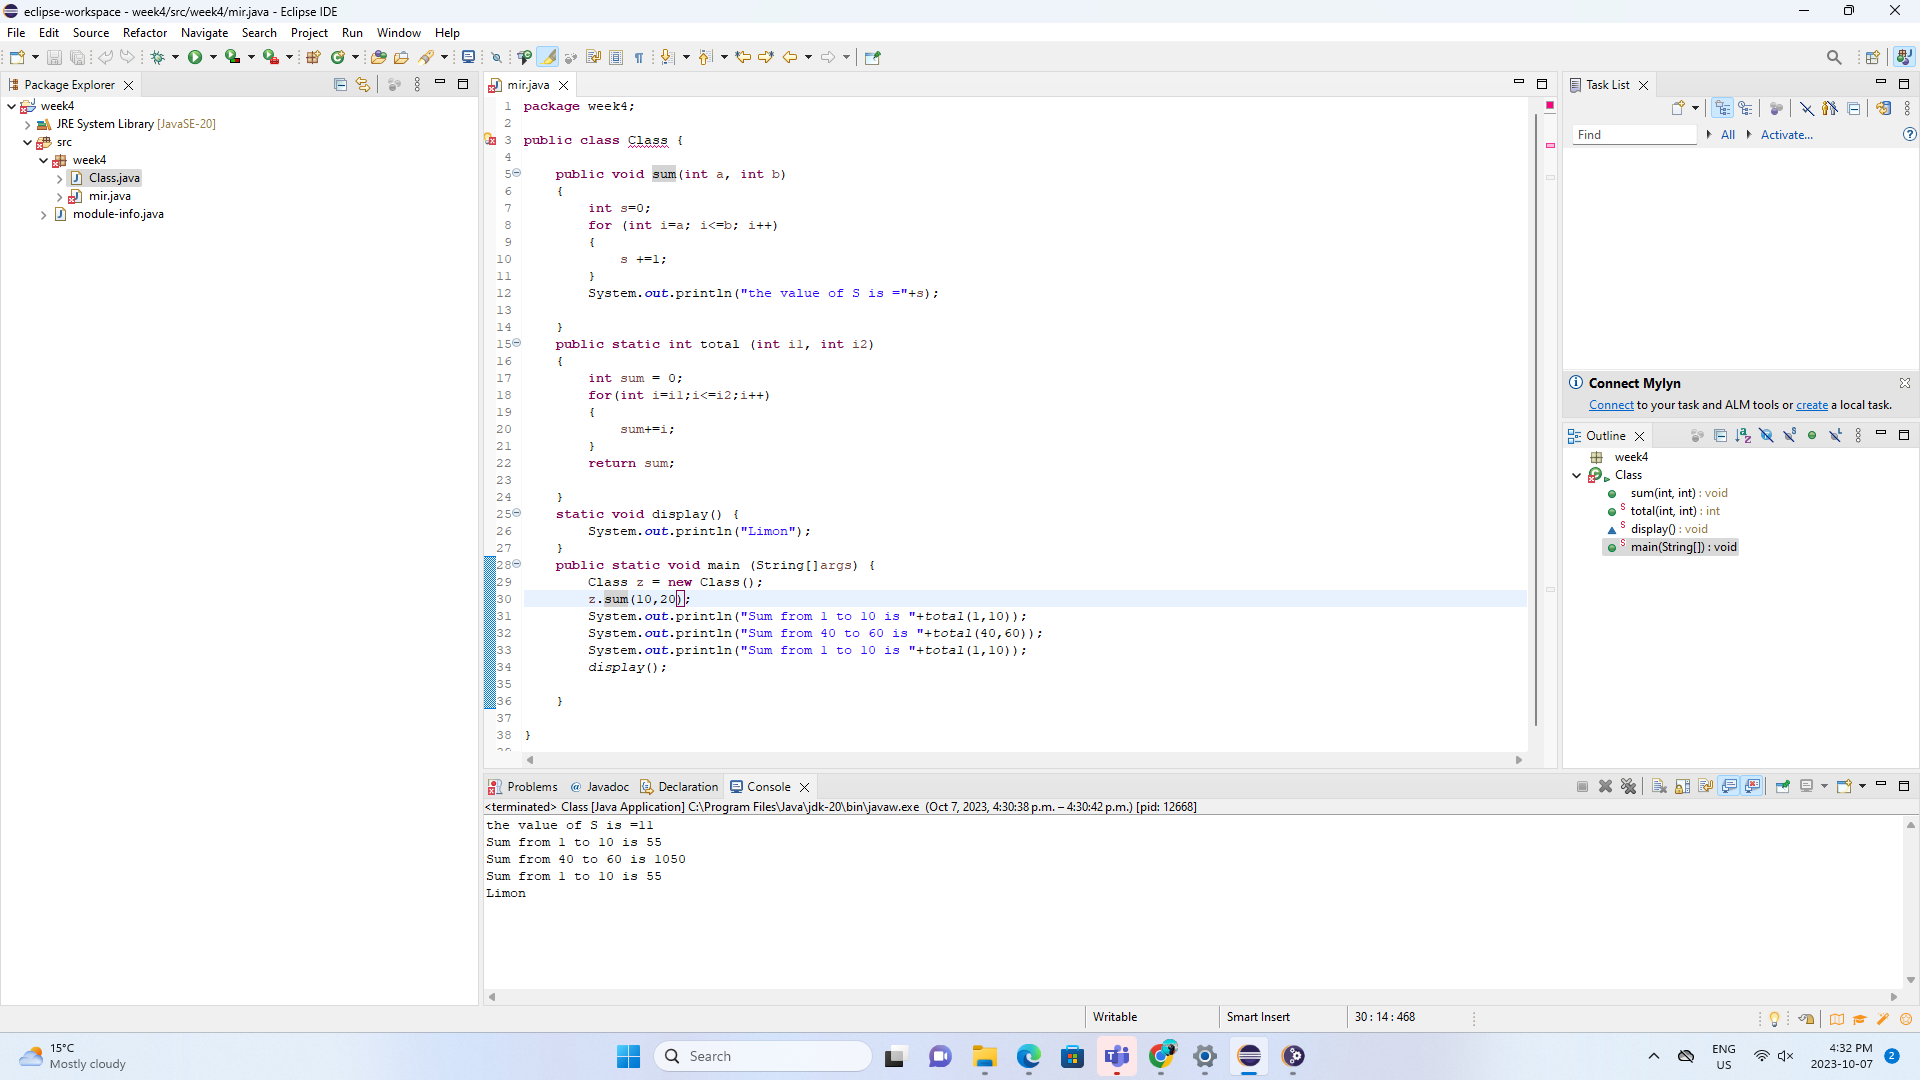 eclipse-workspace - week4/src/week4/mir.java - Eclipse IDE
File Edit Source Refactor Navigate Search Project Run Window Help
Package Explorer
week4
JRE System Library [JavaSE-20]
src
week4
Class.java
mir.java
module-info.java
mir.java
1 package week4;
2
3 public class Class {
4
5 public void sum(int a, int b)
6 {
7 int s=0;
8 for (int i=a; i<=b; i++)
9 {
10 s +=1;
11 }
12 System.out.println("the value of S is ="+s);
13
14 }
15 public static int total (int i1, int i2)
16 {
17 int sum = 0;
18 for(int i=i1;i<=i2;i++)
19 {
20 sum+=i;
21 }
22 return sum;
23
24 }
25 static void display() {
26 System.out.println("Limon");
27 }
28 public static void main (String[]args) {
29 Class z = new Class();
30 z.sum(10,20);
31 System.out.println("Sum from 1 to 10 is "+total(1,10));
32 System.out.println("Sum from 40 to 60 is "+total(40,60));
33 System.out.println("Sum from 1 to 10 is "+total(1,10));
34 display();
35
36 }
37
38 }
Task List
Find All Activate...
Connect Mylyn
Connect to your task and ALM tools or create a local task.
Outline
week4
Class
sum(int, int) : void
total(int, int) : int
display() : void
main(String[]) : void
Problems Javadoc Declaration Console
<terminated> Class [Java Application] C:\Program Files\Java\jdk-20\bin\javaw.exe (Oct 7, 2023, 4:30:38 p.m. – 4:30:42 p.m.) [pid: 12668]
the value of S is =11
Sum from 1 to 10 is 55
Sum from 40 to 60 is 1050
Sum from 1 to 10 is 55
Limon
Writable Smart Insert 30 : 14 : 468
15°C
Mostly cloudy
Search
ENG
US
4:32 PM
2023-10-07
2